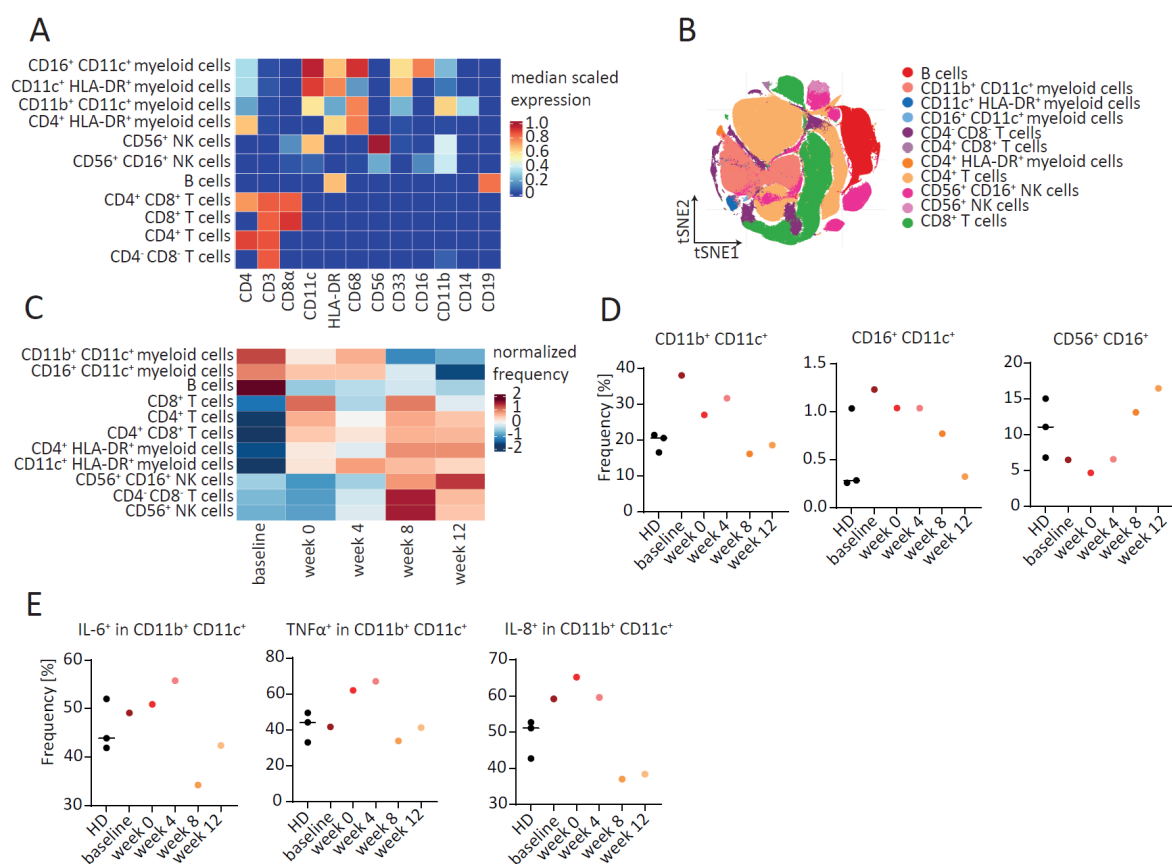 A
CD16⁺ CD11c⁺ myeloid cells
CD11c⁺ HLA-DR⁺ myeloid cells
CD11b⁺ CD11c⁺ myeloid cells
CD4⁺ HLA-DR⁺ myeloid cells
CD56⁺ NK cells
CD56⁺ CD16⁺ NK cells
B cells
CD4⁺ CD8⁺ T cells
CD8⁺ T cells
CD4⁺ T cells
CD4⁻ CD8⁻ T cells
CD4
CD3
CD8α
CD11c
HLA-DR
CD68
CD56
CD33
CD16
CD11b
CD14
CD19
median scaled
expression
1.0
0.8
0.6
0.4
0.2
B
tSNE2
tSNE1
B cells
CD11b⁺ CD11c⁺ myeloid cells
CD11c⁺ HLA-DR⁺ myeloid cells
CD16⁺ CD11c⁺ myeloid cells
CD4⁻ CD8⁻ T cells
CD4⁺ CD8⁺ T cells
CD4⁺ HLA-DR⁺ myeloid cells
CD4⁺ T cells
CD56⁺ CD16⁺ NK cells
CD56⁺ NK cells
CD8⁺ T cells
C
CD11b⁺ CD11c⁺ myeloid cells
CD16⁺ CD11c⁺ myeloid cells
B cells
CD8⁺ T cells
CD4⁺ T cells
CD4⁺ CD8⁺ T cells
CD4⁺ HLA-DR⁺ myeloid cells
CD11c⁺ HLA-DR⁺ myeloid cells
CD56⁺ CD16⁺ NK cells
CD4⁻ CD8⁻ T cells
CD56⁺ NK cells
baseline
week 0
week 4
week 8
week 12
normalized
frequency
2
1
0
-1
-2
D
CD11b⁺ CD11c⁺
Frequency [%]
40
30
20
10
0
HD
baseline
week 0
week 4
week 8
week 12
CD16⁺ CD11c⁺
1.5
1.0
0.5
0.0
HD
baseline
week 0
week 4
week 8
week 12
CD56⁺ CD16⁺
20
15
10
5
0
HD
baseline
week 0
week 4
week 8
week 12
E
IL-6⁺ in CD11b⁺ CD11c⁺
Frequency [%]
60
50
40
30
HD
baseline
week 0
week 4
week 8
week 12
TNFα⁺ in CD11b⁺ CD11c⁺
80
60
40
20
0
HD
baseline
week 0
week 4
week 8
week 12
IL-8⁺ in CD11b⁺ CD11c⁺
70
60
50
40
30
HD
baseline
week 0
week 4
week 8
week 12